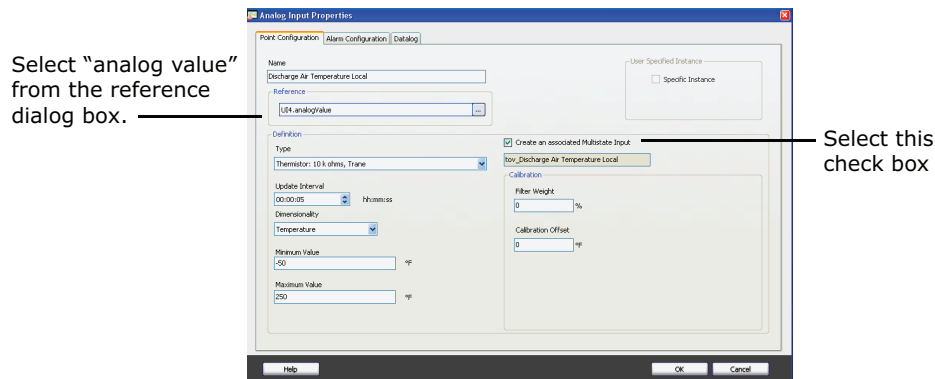 Analog Input Properties
Point Configuration
Alarm Configuration
Datalog
Select “analog value”
from the reference
dialog box.
Name
Discharge Air Temperature Local
User Specified Instance
Specific Instance
Reference
UI4.analogValue
...
Definition
Type
Thermistor: 10 k ohms, Trane
Create an associated Multistate Input
tov_Discharge Air Temperature Local
Select this
check box
Update Interval
00:00:05 hh:mm:ss
Dimensionality
Temperature
Minimum Value
-50 °F
Maximum Value
250 °F
Calibration
Filter Weight
0 %
Calibration Offset
0 °F
Help
OK
Cancel